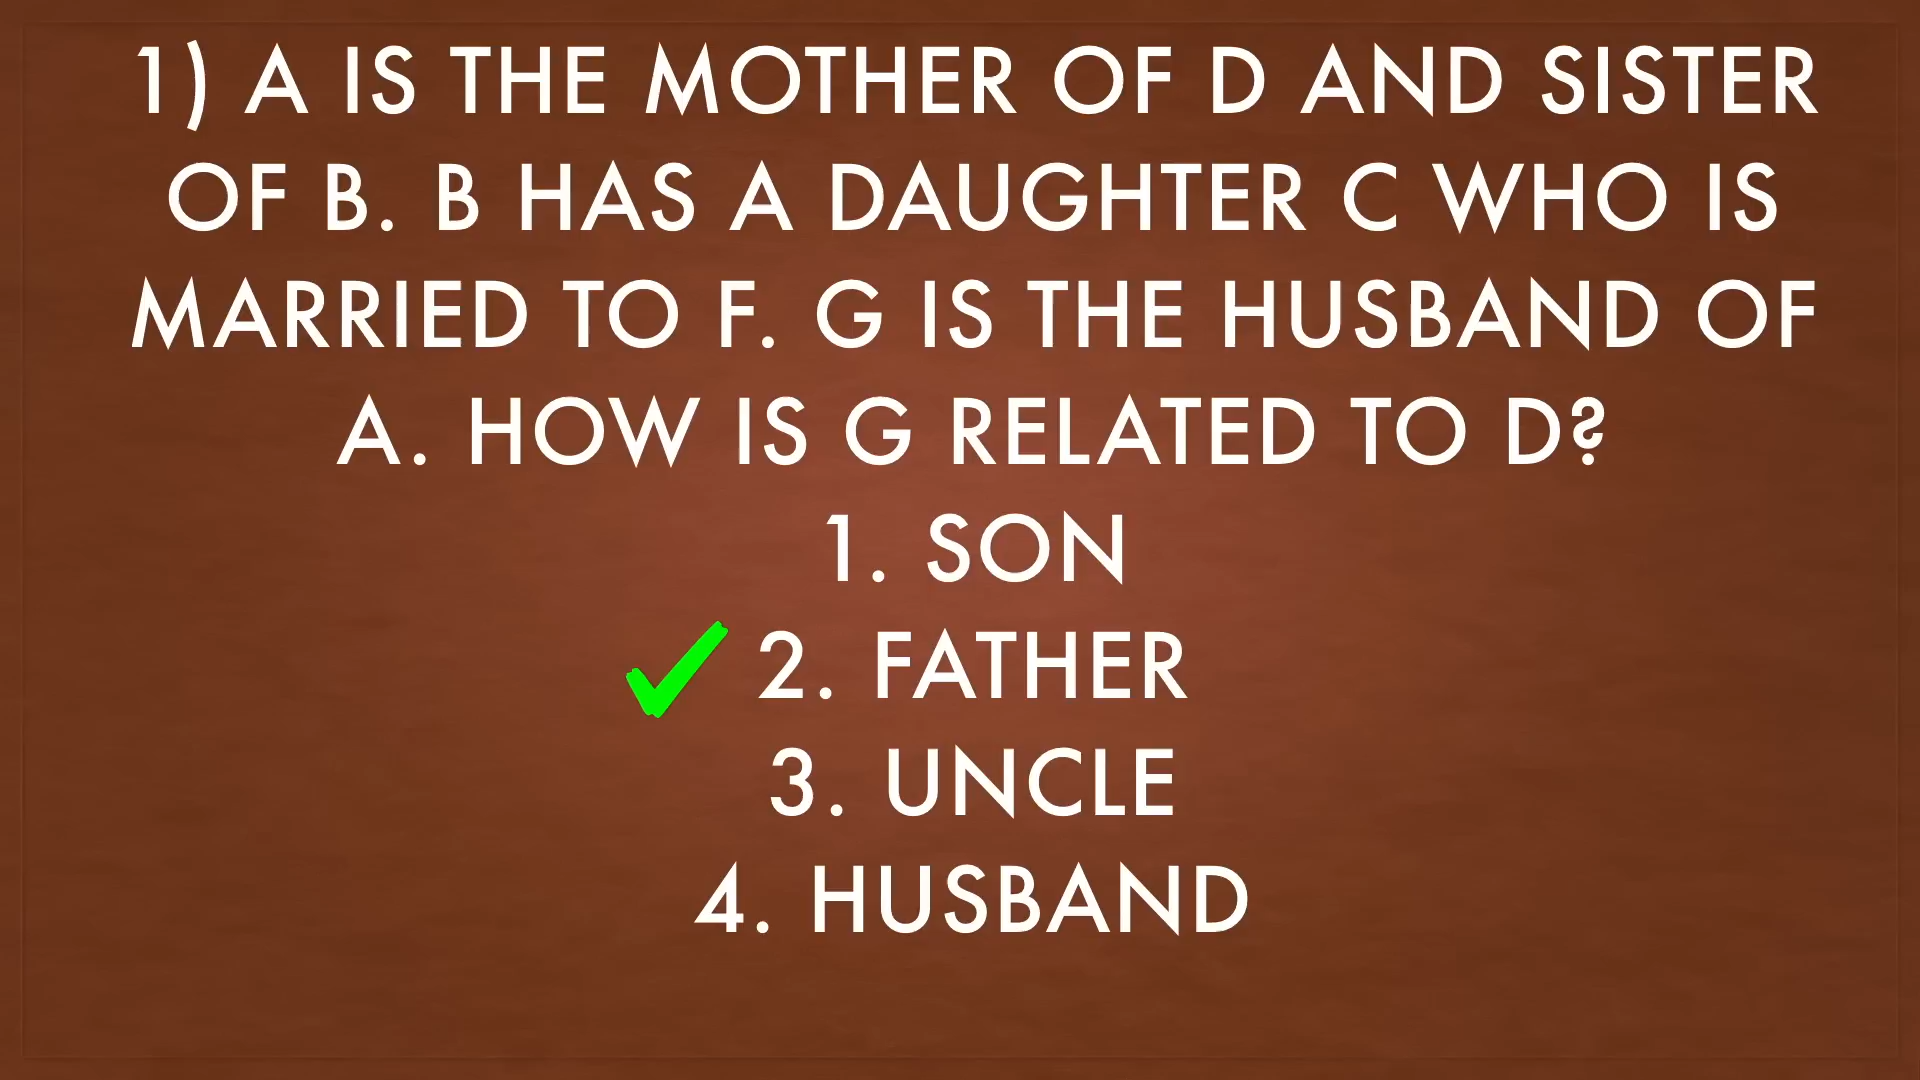 1) A IS THE MOTHER OF D AND SISTER
OF B. B HAS A DAUGHTER C WHO IS
MARRIED TO F. G IS THE HUSBAND OF
A. HOW IS G RELATED TO D?
1. SON
2. FATHER
3. UNCLE
4. HUSBAND